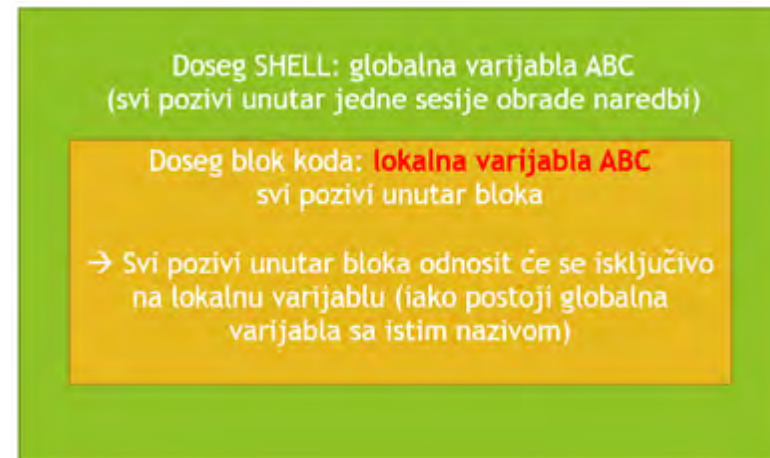 Doseg SHELL: globalna varijabla ABC
(svi pozivi unutar jedne sesije obrade naredbi)
Doseg blok koda: lokalna varijabla ABC
svi pozivi unutar bloka
→ Svi pozivi unutar bloka odnosit će se isključivo
na lokalnu varijablu (iako postoji globalna
varijabla sa istim nazivom)